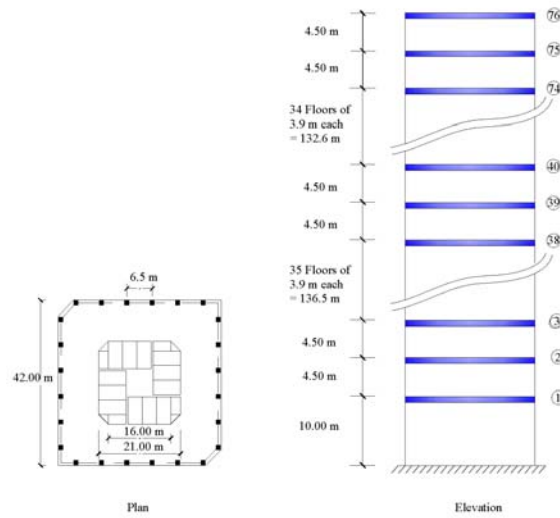 6.5 m
42.00 m
16.00 m
21.00 m
Plan
76
4.50 m
75
4.50 m
74
34 Floors of
3.9 m each
= 132.6 m
40
4.50 m
39
4.50 m
38
35 Floors of
3.9 m each
= 136.5 m
3
4.50 m
2
4.50 m
1
10.00 m
Elevation